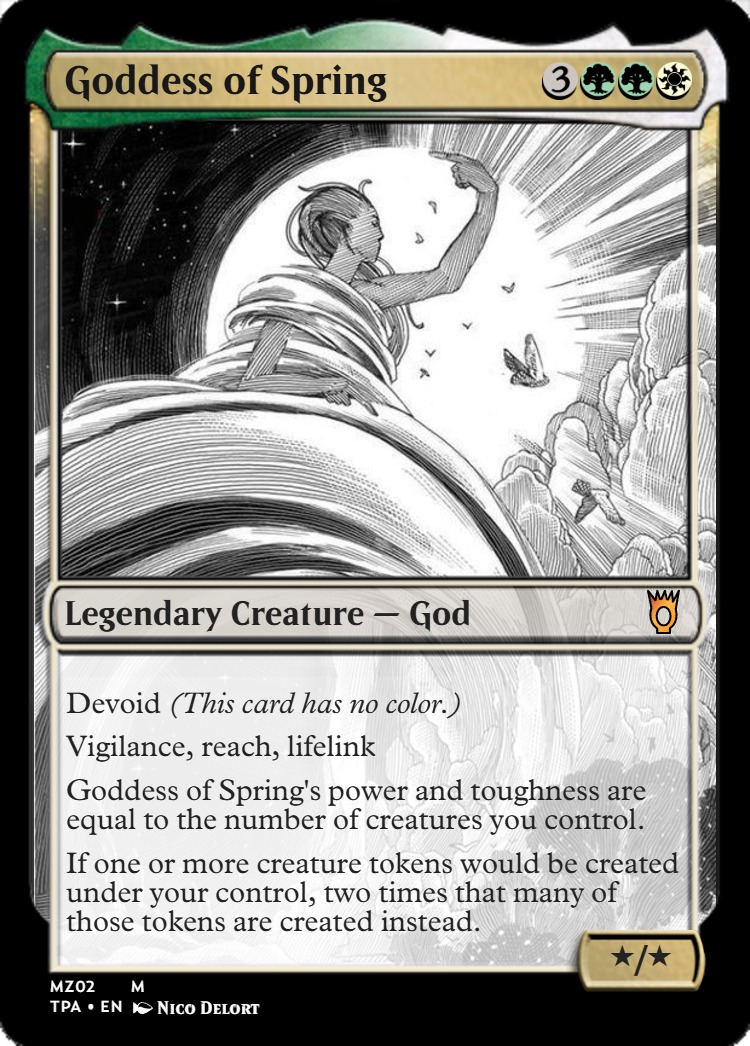 Goddess of Spring 3
Legendary Creature — God
Devoid (This card has no color.)
Vigilance, reach, lifelink
Goddess of Spring's power and toughness are
equal to the number of creatures you control.
If one or more creature tokens would be created
under your control, two times that many of
those tokens are created instead.
★/★
MZ02 M
TPA • EN Nico Delort